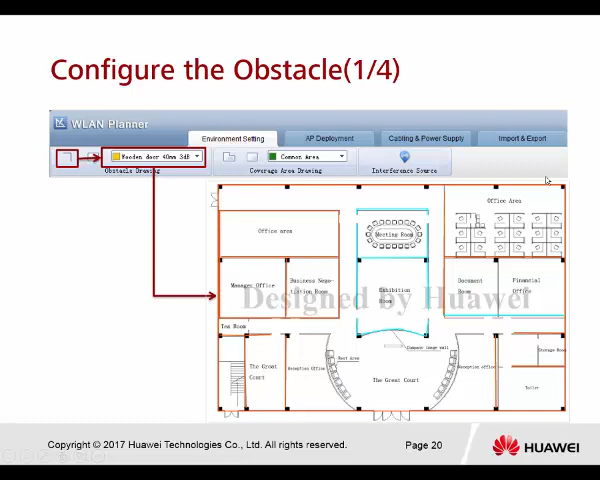 Configure the Obstacle(1/4)
WLAN Planner
Environment Setting
AP Deployment
Cabling & Power Supply
Import & Export
Wooden door 40mm 3dB
Common Area
Obstacle Drawing
Coverage Area Drawing
Interference Source
Office Area
Office area
Meeting Room
Manager Office
Business Nego-
tiation Room
Exhibition
Room
Document
Room
Financial
Office
Designed by Huawei
Tea Room
Company image wall
Storage Room
The Great
Court
Reception Office
Rest Area
The Great Court
Reception office
Toilet
Copyright © 2017 Huawei Technologies Co., Ltd. All rights reserved.
Page 20
HUAWEI